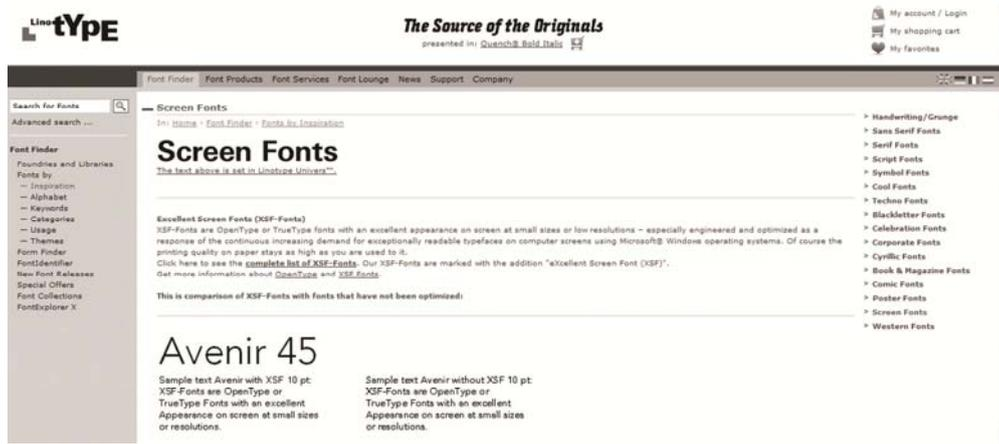 Linotype
The Source of the Originals
presented in: Quench® Bold Italic
My account / Login
My shopping cart
My favorites
Font Finder Font Products Font Services Font Lounge News Support Company
Search for Fonts
Advanced search ...
Font Finder
Foundries and Libraries
Fonts by
— Inspiration
— Alphabet
— Keywords
— Categories
— Usage
— Themes
Form Finder
FontIdentifier
New Font Releases
Special Offers
Font Collections
FontExplorer X
Screen Fonts
In: Home › Font Finder › Fonts by Inspiration
Screen Fonts
The text above is set in Linotype Univers™.
Excellent Screen Fonts (XSF-Fonts)
XSF-Fonts are OpenType or TrueType fonts with an excellent appearance on screen at small sizes or low resolutions – especially engineered and optimized as a
response of the continuous increasing demand for exceptionally readable typefaces on computer screens using Microsoft® Windows operating systems. Of course the
printing quality on paper stays as high as you are used to it.
Click here to see the complete list of XSF-Fonts. Our XSF-Fonts are marked with the addition "eXcellent Screen Font (XSF)".
Get more information about OpenType and XSF Fonts.
This is comparison of XSF-Fonts with fonts that have not been optimized:
Avenir 45
Sample text Avenir with XSF 10 pt:
XSF-Fonts are OpenType or
TrueType Fonts with an excellent
Appearance on screen at small sizes
or resolutions.
Sample text Avenir without XSF 10 pt:
XSF-Fonts are OpenType or
TrueType Fonts with an excellent
Appearance on screen at small sizes
or resolutions.
> Handwriting/Grunge
> Sans Serif Fonts
> Serif Fonts
> Script Fonts
> Symbol Fonts
> Cool Fonts
> Techno Fonts
> Blackletter Fonts
> Celebration Fonts
> Corporate Fonts
> Cyrillic Fonts
> Book & Magazine Fonts
> Comic Fonts
> Poster Fonts
> Screen Fonts
> Western Fonts